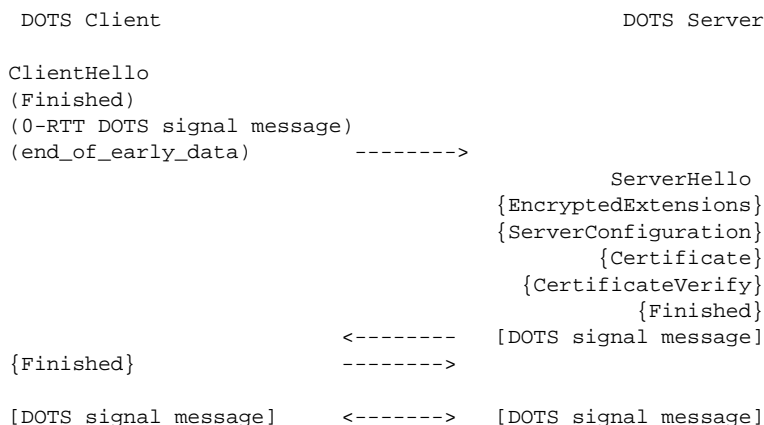 DOTS Client                                     DOTS Server
ClientHello
(Finished)
(0-RTT DOTS signal message)
(end_of_early_data)        -------->
ServerHello
{EncryptedExtensions}
{ServerConfiguration}
{Certificate}
{CertificateVerify}
{Finished}
<--------   [DOTS signal message]
{Finished}                -------->
[DOTS signal message]     <------->   [DOTS signal message]